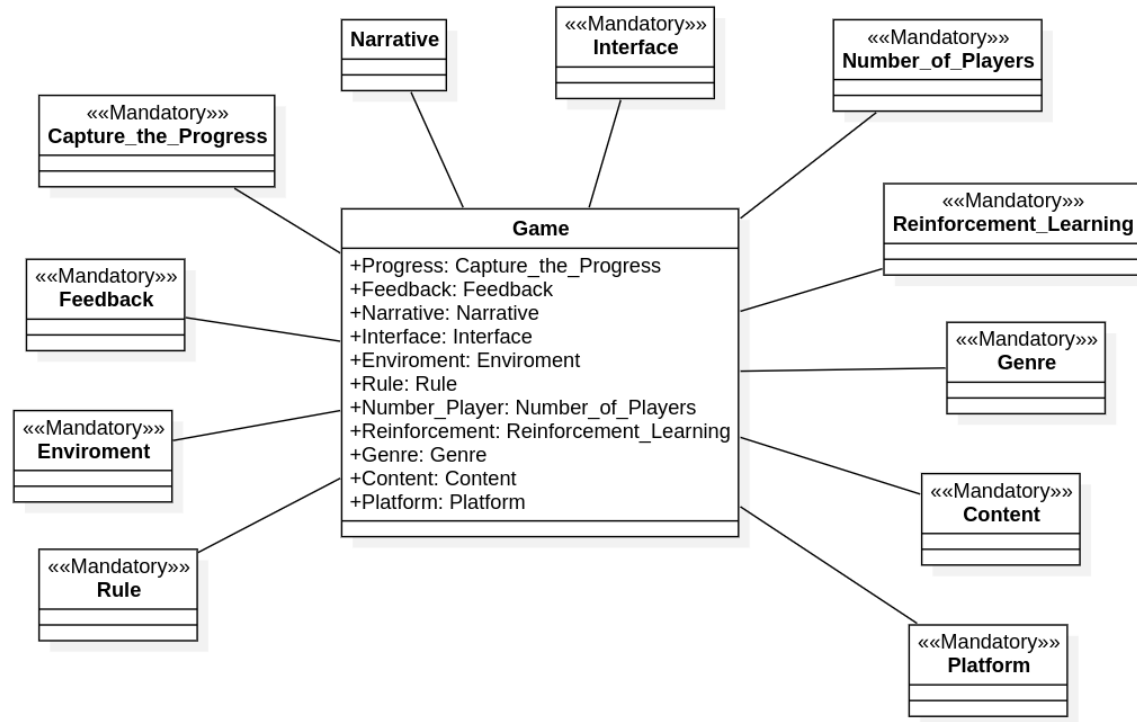 Narrative
««Mandatory»»
Interface
««Mandatory»»
Number_of_Players
««Mandatory»»
Capture_the_Progress
««Mandatory»»
Reinforcement_Learning
Game
+Progress: Capture_the_Progress
+Feedback: Feedback
+Narrative: Narrative
+Interface: Interface
+Enviroment: Enviroment
+Rule: Rule
+Number_Player: Number_of_Players
+Reinforcement: Reinforcement_Learning
+Genre: Genre
+Content: Content
+Platform: Platform
««Mandatory»»
Feedback
««Mandatory»»
Genre
««Mandatory»»
Enviroment
««Mandatory»»
Content
««Mandatory»»
Rule
««Mandatory»»
Platform